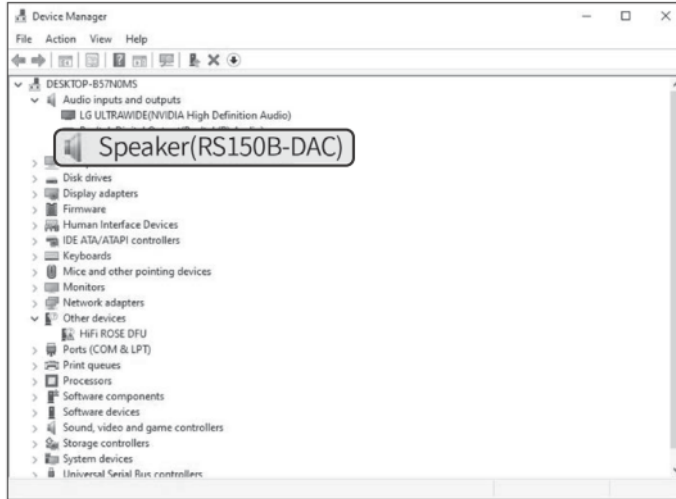 Device Manager
File Action View Help
DESKTOP-B57N0MS
Audio inputs and outputs
LG ULTRAWIDE(NVIDIA High Definition Audio)
Speaker(RS150B-DAC)
Disk drives
Display adapters
Firmware
Human Interface Devices
IDE ATA/ATAPI controllers
Keyboards
Mice and other pointing devices
Monitors
Network adapters
Other devices
HiFi ROSE DFU
Ports (COM & LPT)
Print queues
Processors
Software components
Software devices
Sound, video and game controllers
Storage controllers
System devices
Universal Serial Bus controllers